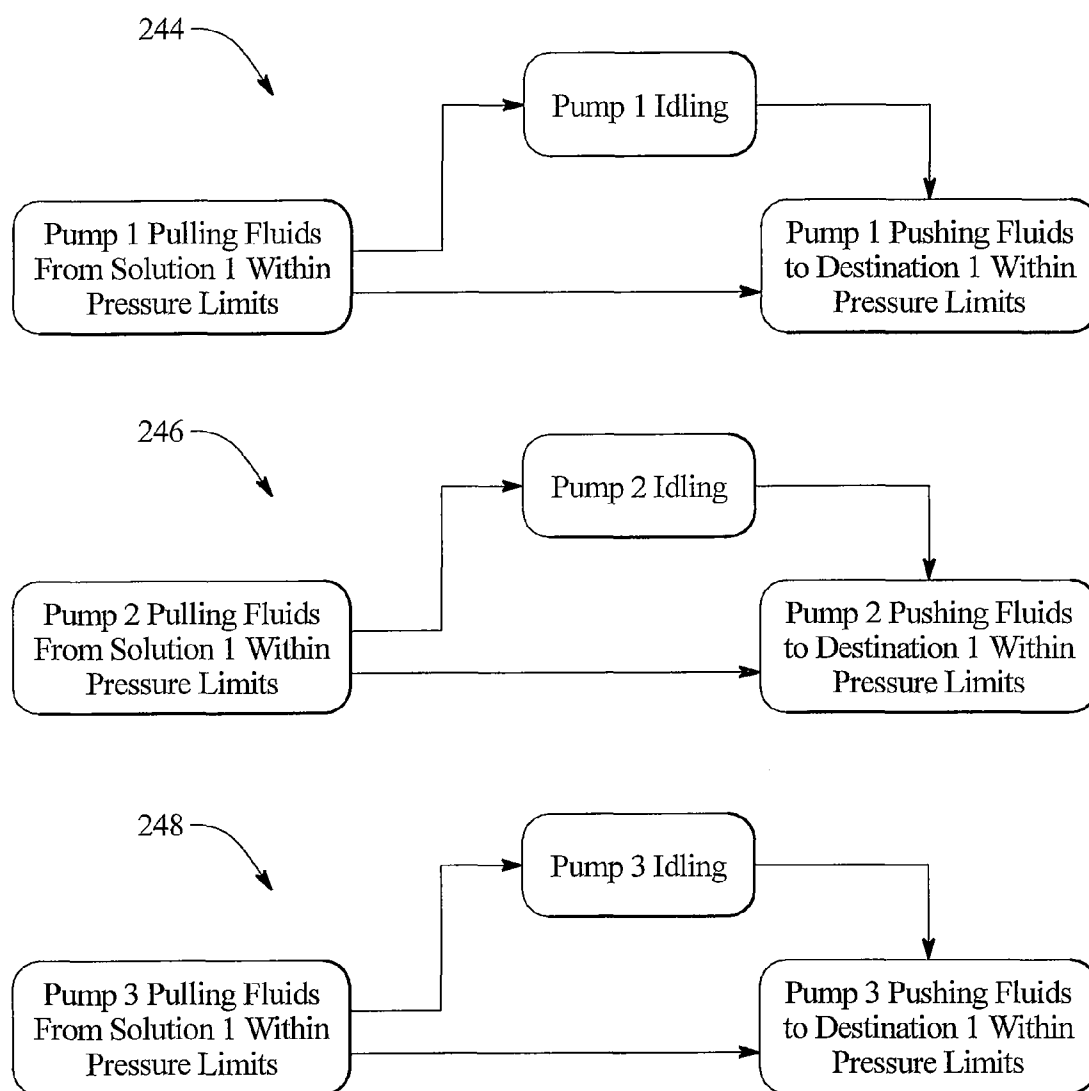 244
Pump 1 Idling
Pump 1 Pulling Fluids
From Solution 1 Within
Pressure Limits
Pump 1 Pushing Fluids
to Destination 1 Within
Pressure Limits
246
Pump 2 Idling
Pump 2 Pulling Fluids
From Solution 1 Within
Pressure Limits
Pump 2 Pushing Fluids
to Destination 1 Within
Pressure Limits
248
Pump 3 Idling
Pump 3 Pulling Fluids
From Solution 1 Within
Pressure Limits
Pump 3 Pushing Fluids
to Destination 1 Within
Pressure Limits